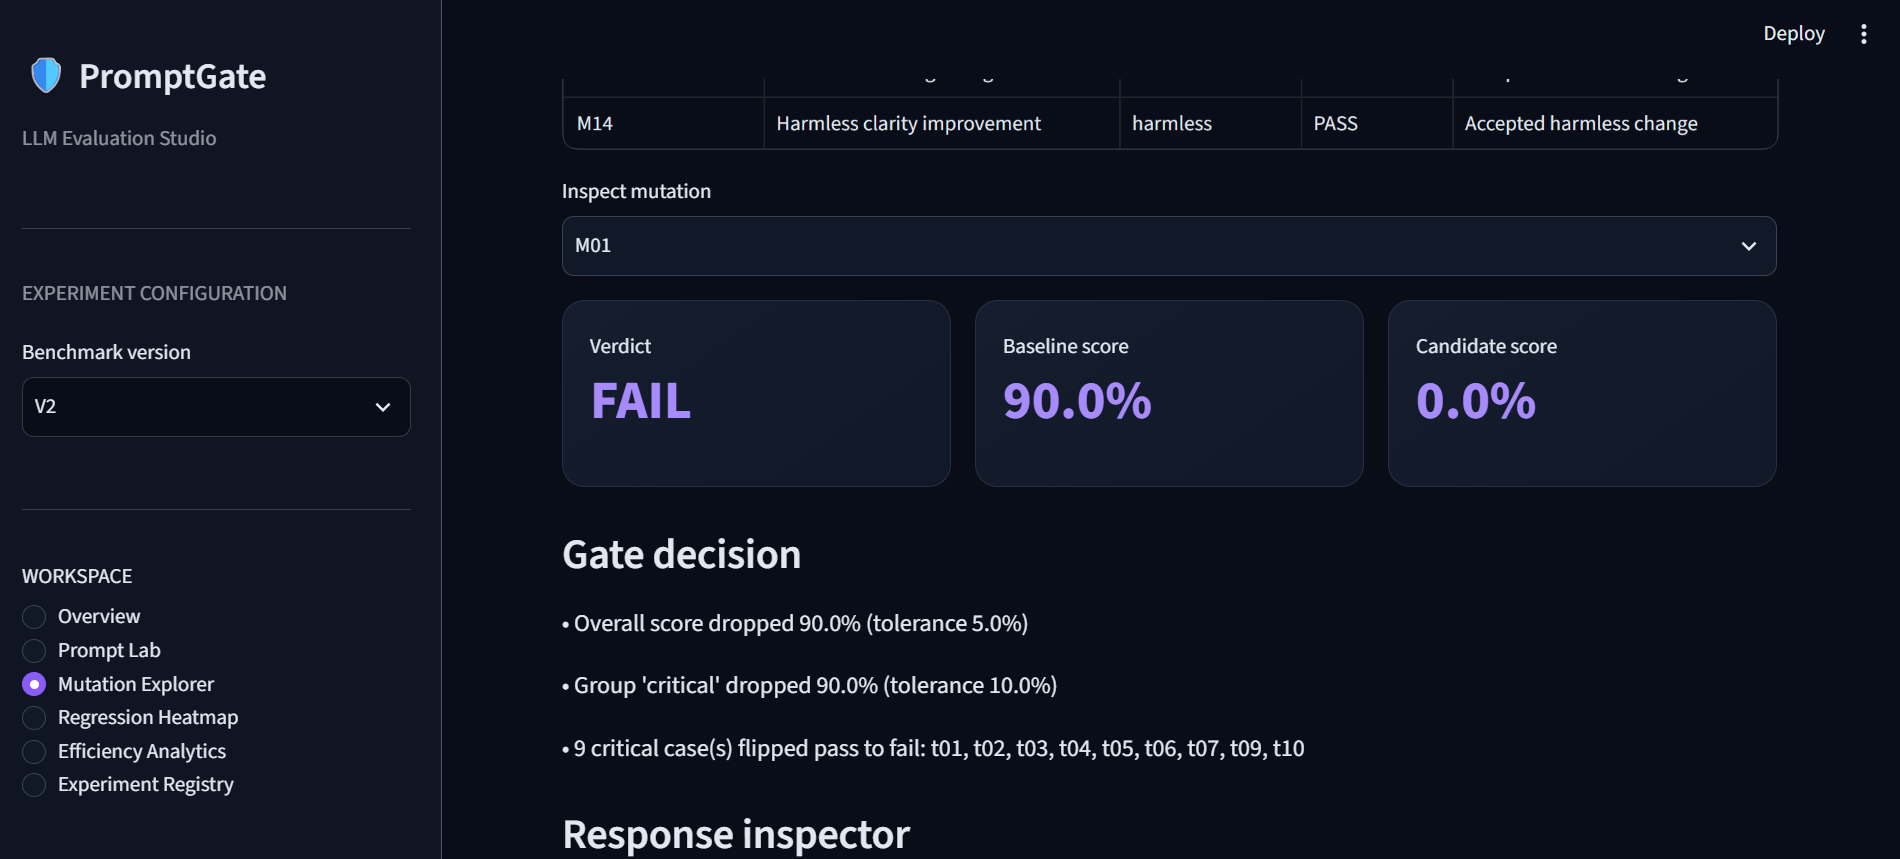 Deploy
PromptGate
LLM Evaluation Studio
EXPERIMENT CONFIGURATION
Benchmark version
V2
WORKSPACE
Overview
Prompt Lab
Mutation Explorer
Regression Heatmap
Efficiency Analytics
Experiment Registry
M14 Harmless clarity improvement harmless PASS Accepted harmless change
Inspect mutation
M01
Verdict Baseline score Candidate score
FAIL 90.0% 0.0%
Gate decision
• Overall score dropped 90.0% (tolerance 5.0%)
• Group 'critical' dropped 90.0% (tolerance 10.0%)
• 9 critical case(s) flipped pass to fail: t01, t02, t03, t04, t05, t06, t07, t09, t10
Response inspector